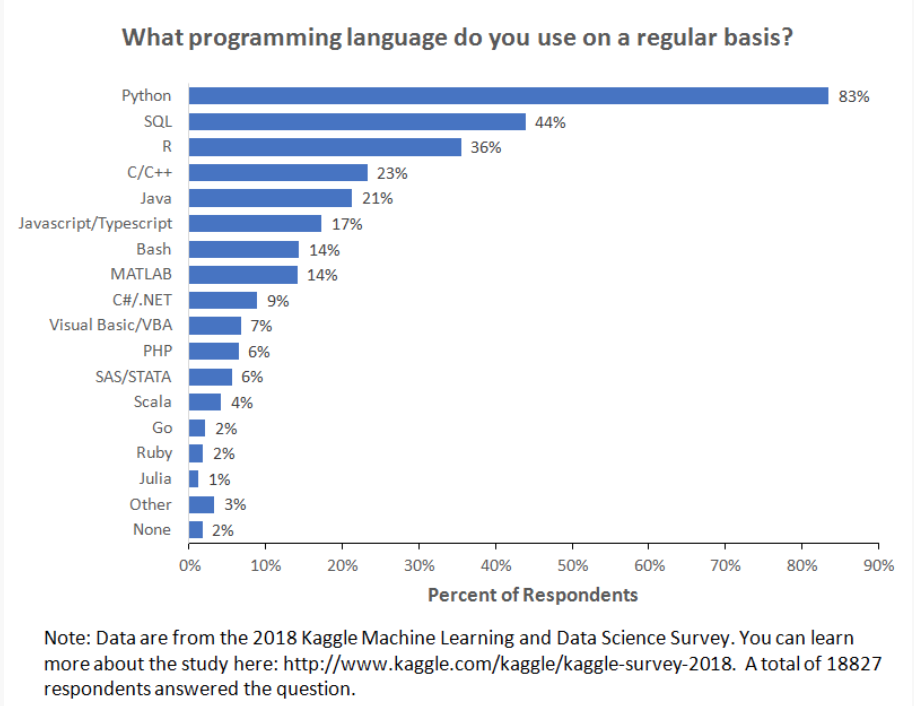 What programming language do you use on a regular basis?
Python 83%
SQL 44%
R 36%
C/C++ 23%
Java 21%
Javascript/Typescript 17%
Bash 14%
MATLAB 14%
C#/.NET 9%
Visual Basic/VBA 7%
PHP 6%
SAS/STATA 6%
Scala 4%
Go 2%
Ruby 2%
Julia 1%
Other 3%
None 2%
0% 10% 20% 30% 40% 50% 60% 70% 80% 90%
Percent of Respondents
Note: Data are from the 2018 Kaggle Machine Learning and Data Science Survey. You can learn
more about the study here: http://www.kaggle.com/kaggle/kaggle-survey-2018. A total of 18827
respondents answered the question.